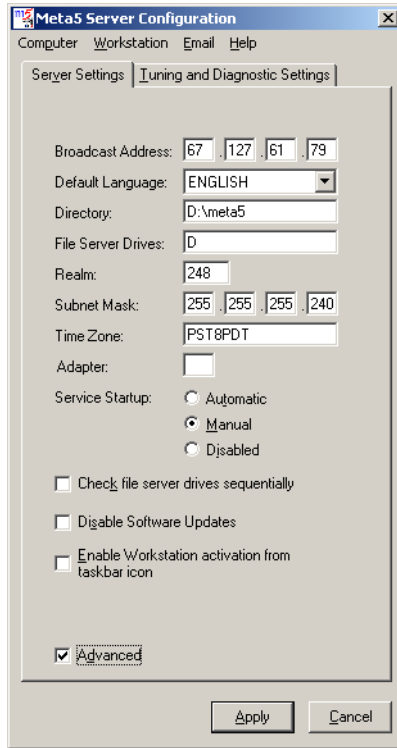 Meta5 Server Configuration
Computer Workstation Email Help
Server Settings Tuning and Diagnostic Settings
Broadcast Address: 67 . 127 . 61 . 79
Default Language: ENGLISH
Directory: D:\meta5
File Server Drives: D
Realm: 248
Subnet Mask: 255 . 255 . 255 . 240
Time Zone: PST8PDT
Adapter:
Service Startup: Automatic
Manual
Disabled
Check file server drives sequentially
Disable Software Updates
Enable Workstation activation from
taskbar icon
Advanced
Apply Cancel